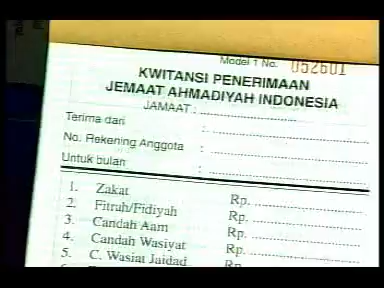 Model 1 No. 052601
KWITANSI PENERIMAAN
JEMAAT AHMADIYAH INDONESIA
JAMAAT :
Terima dari :
No. Rekening Anggota :
Untuk bulan :
1. Zakat Rp.
2. Fitrah/Fidiyah Rp.
3. Candah Aam Rp.
4. Candah Wasiyat Rp.
5. C. Wasiat Jaidad Rp.